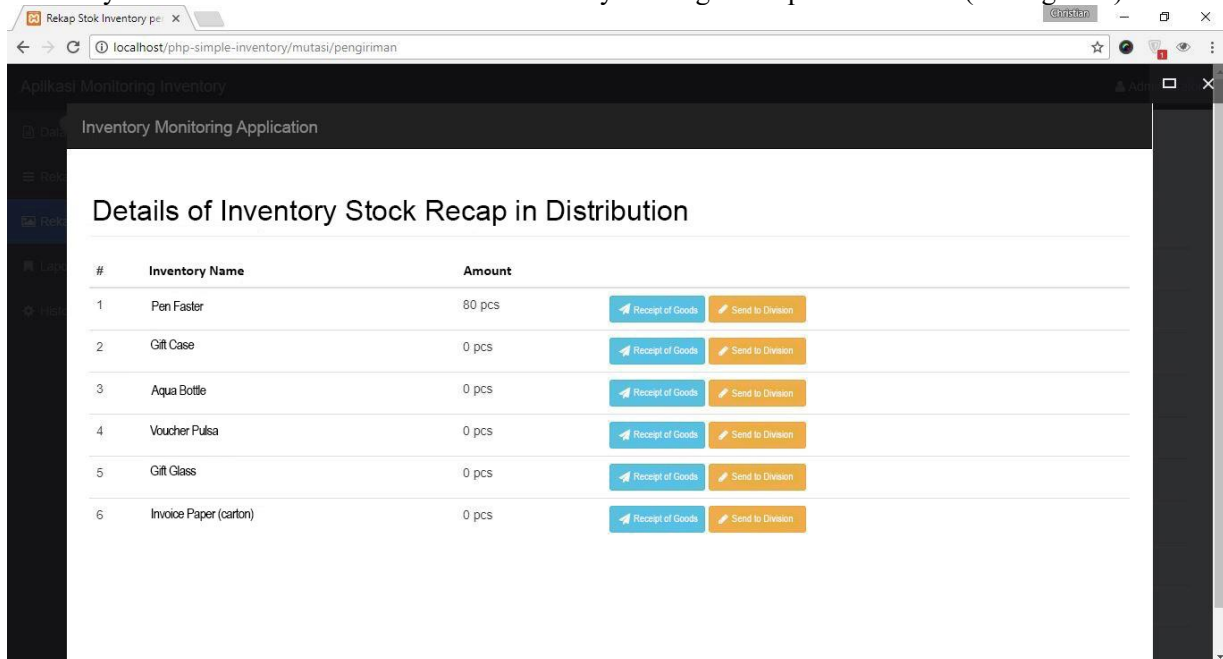 Rekap Stok Inventory pe
Christian
localhost/php-simple-inventory/mutasi/pengiriman
Aplikasi Monitoring Inventory
Inventory Monitoring Application
Details of Inventory Stock Recap in Distribution
# Inventory Name Amount
1 Pen Faster 80 pcs Receipt of Goods Send to Division
2 Gift Case 0 pcs Receipt of Goods Send to Division
3 Aqua Bottle 0 pcs Receipt of Goods Send to Division
4 Voucher Pulsa 0 pcs Receipt of Goods Send to Division
5 Gift Glass 0 pcs Receipt of Goods Send to Division
6 Invoice Paper (carton) 0 pcs Receipt of Goods Send to Division